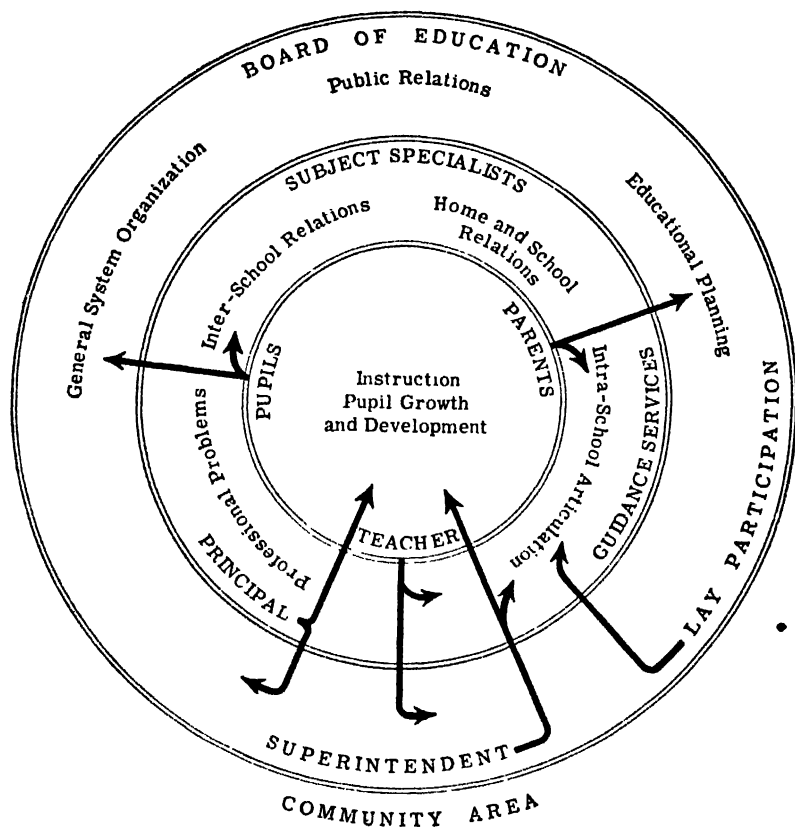 BOARD OF EDUCATION
Public Relations
General System Organization
Educational Planning
SUBJECT SPECIALISTS
Inter-School Relations
Home and School
Relations
PUPILS
PARENTS
Instruction
Pupil Growth
and Development
Intra-School Articulation
GUIDANCE SERVICES
LAY PARTICIPATION
Professional Problems
PRINCIPAL
TEACHER
SUPERINTENDENT
COMMUNITY AREA